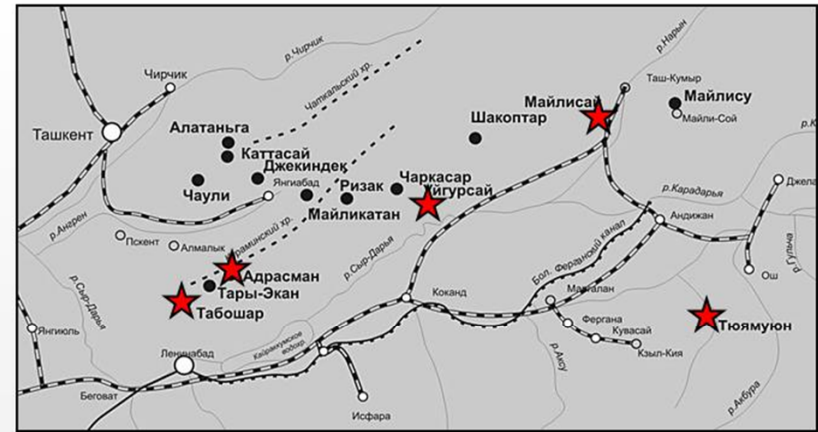 р.Чирчик
р.Нарын
Чаткальский хр.
Чирчик
Таш-Кумыр
Майлисай
Майлису
Майли-Сой
Шакоптар
Ташкент
Алатаньга
Каттасай
Джекиндек
Янгиабад
Ризак
Чаркасар
Уйгурсай
Чаули
Майликатан
р.К
Джела
р.Карадарья
Андижан
р.Ангрен
Пскент
Алмалык
Кураминский хр.
р.Сыр-Дарья
Бол. Ферганский канал
р.Гульча
Ош
Адрасман
Тары-Экан
Табошар
р.Сыр-Дарья
Коканд
Маргалан
Тюямуюн
Янгиюль
Фергана
Кувасай
Кзыл-Кия
Кайраккумское
водохр.
Ленинабад
р.Аксу
р.Акбура
Беговат
Исфара